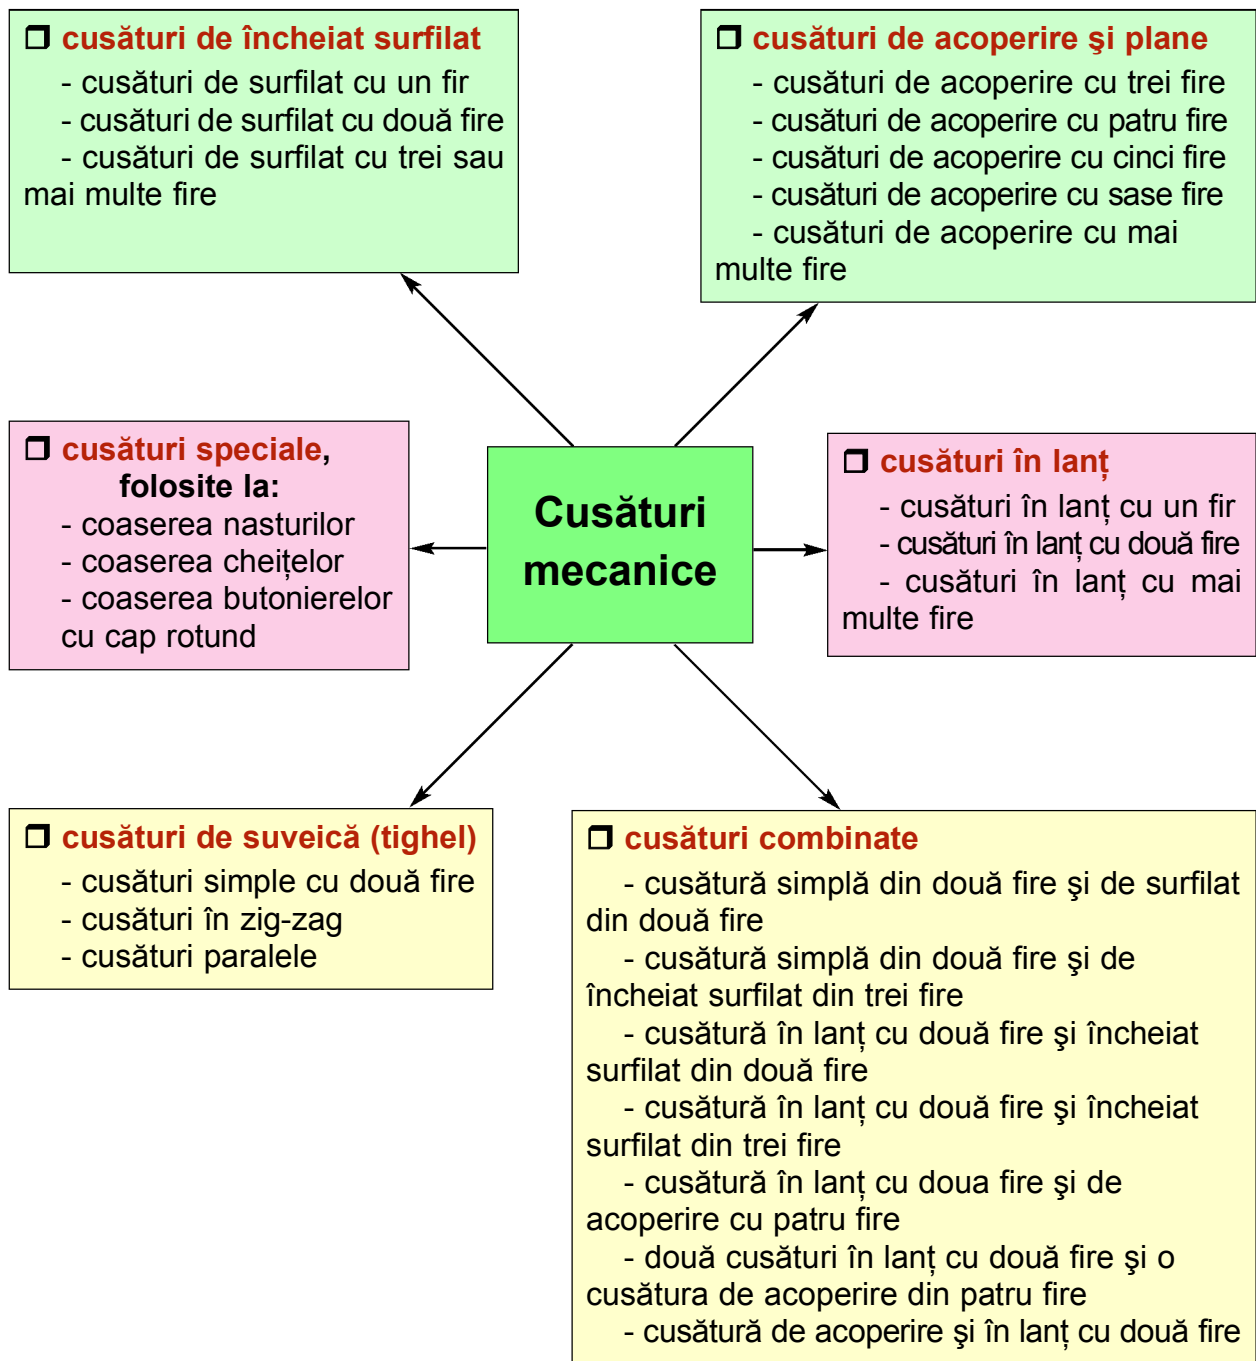 ❒ cusături de încheiat surfilat
- cusături de surfilat cu un fir
- cusături de surfilat cu două fire
- cusături de surfilat cu trei sau
mai multe fire
❒ cusături de acoperire şi plane
- cusături de acoperire cu trei fire
- cusături de acoperire cu patru fire
- cusături de acoperire cu cinci fire
- cusături de acoperire cu sase fire
- cusături de acoperire cu mai
multe fire
❒ cusături speciale,
folosite la:
- coaserea nasturilor
- coaserea cheițelor
- coaserea butonierelor
cu cap rotund
Cusături
mecanice
❒ cusături în lanț
- cusături în lanț cu un fir
- cusături în lanț cu două fire
- cusături în lanț cu mai
multe fire
❒ cusături de suveică (tighel)
- cusături simple cu două fire
- cusături în zig-zag
- cusături paralele
❒ cusături combinate
- cusătură simplă din două fire şi de surfilat
din două fire
- cusătură simplă din două fire şi de
încheiat surfilat din trei fire
- cusătură în lanț cu două fire şi încheiat
surfilat din două fire
- cusătură în lanț cu două fire şi încheiat
surfilat din trei fire
- cusătură în lanț cu doua fire şi de
acoperire cu patru fire
- două cusături în lanț cu două fire şi o
cusătura de acoperire din patru fire
- cusătură de acoperire şi în lanț cu două fire